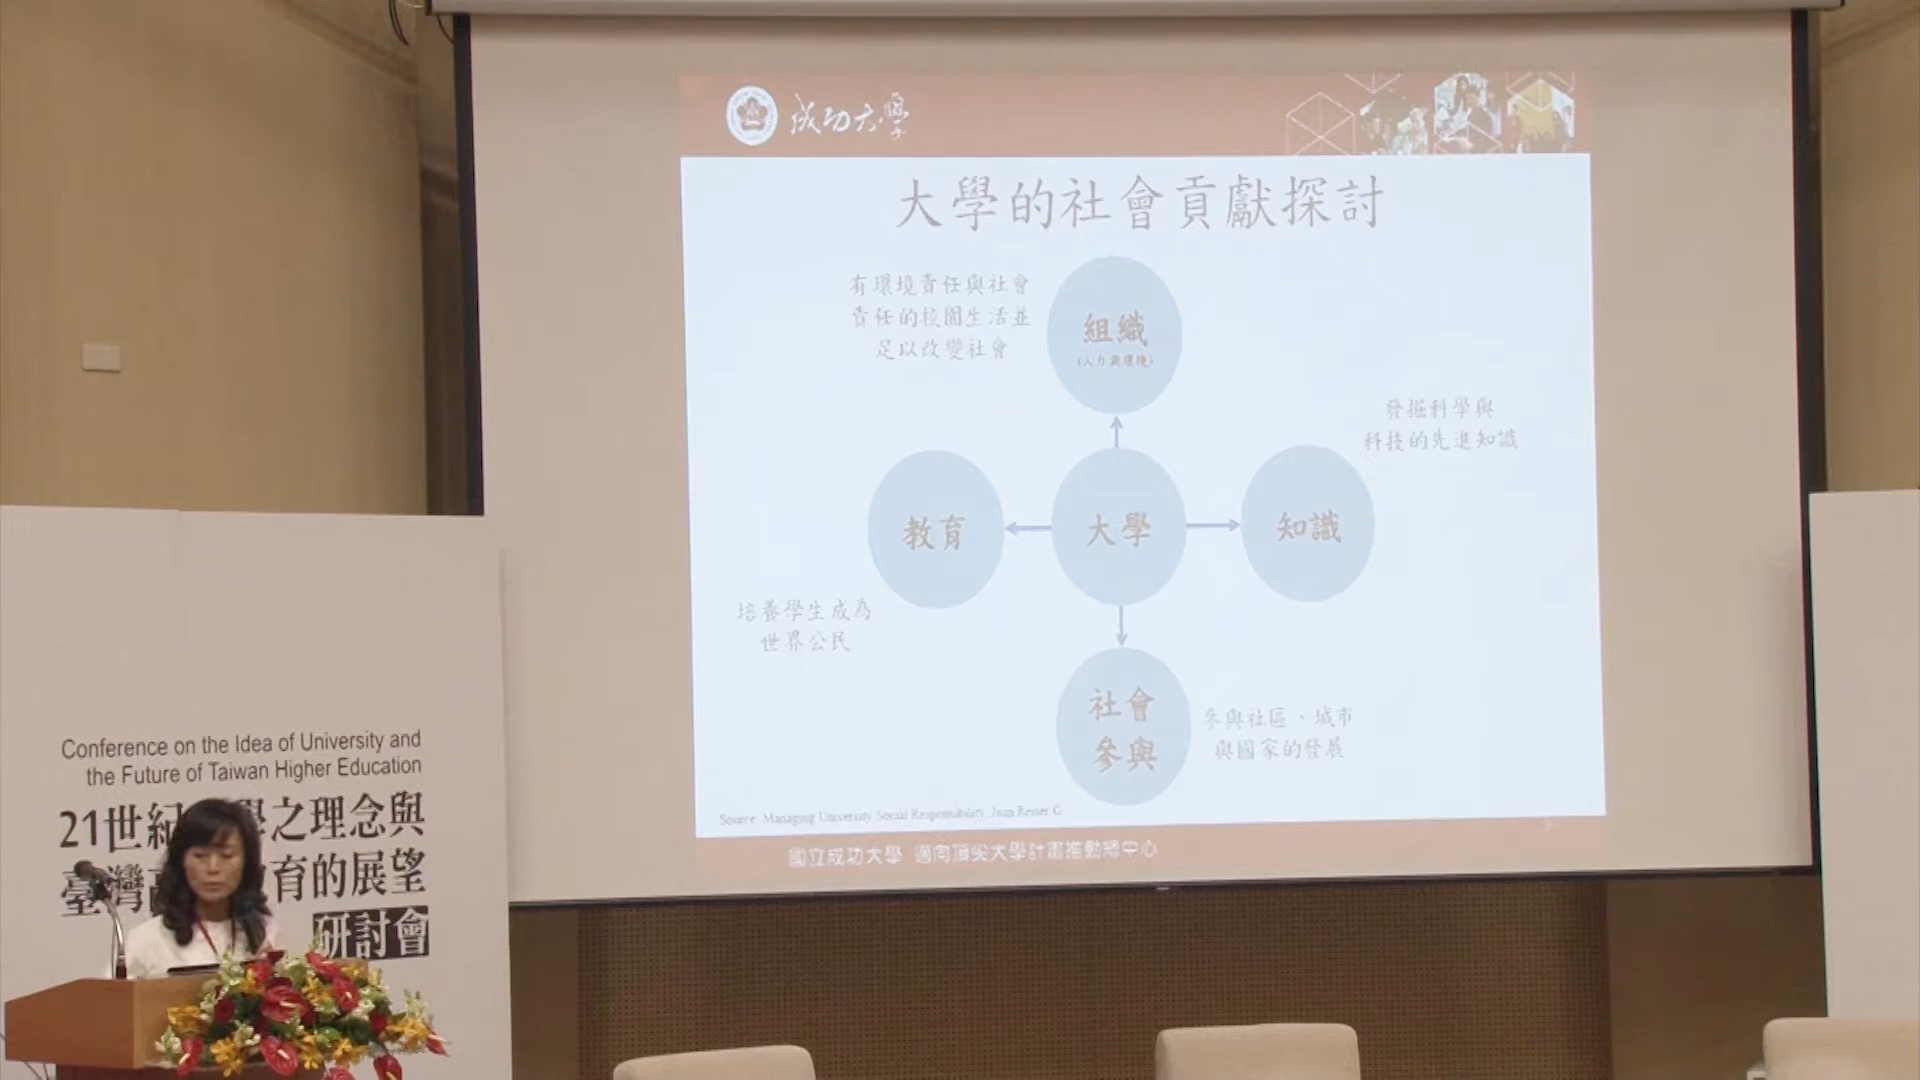 成功大學
大學的社會貢獻探討
有環境責任與社會
責任的校園生活並
足以改變社會
組織
(人力與環境)
發掘科學與
科技的先進知識
教育
大學
知識
培養學生成為
世界公民
社會
參與
參與社區、城市
與國家的發展
Source: Managing University Social Responsibility, Juan
國立成功大學 邁向頂尖大學計畫推動總中心
Conference on the Idea of University and
the Future of Taiwan Higher Education
21世紀 學之理念與
臺灣 育的展望
研討會